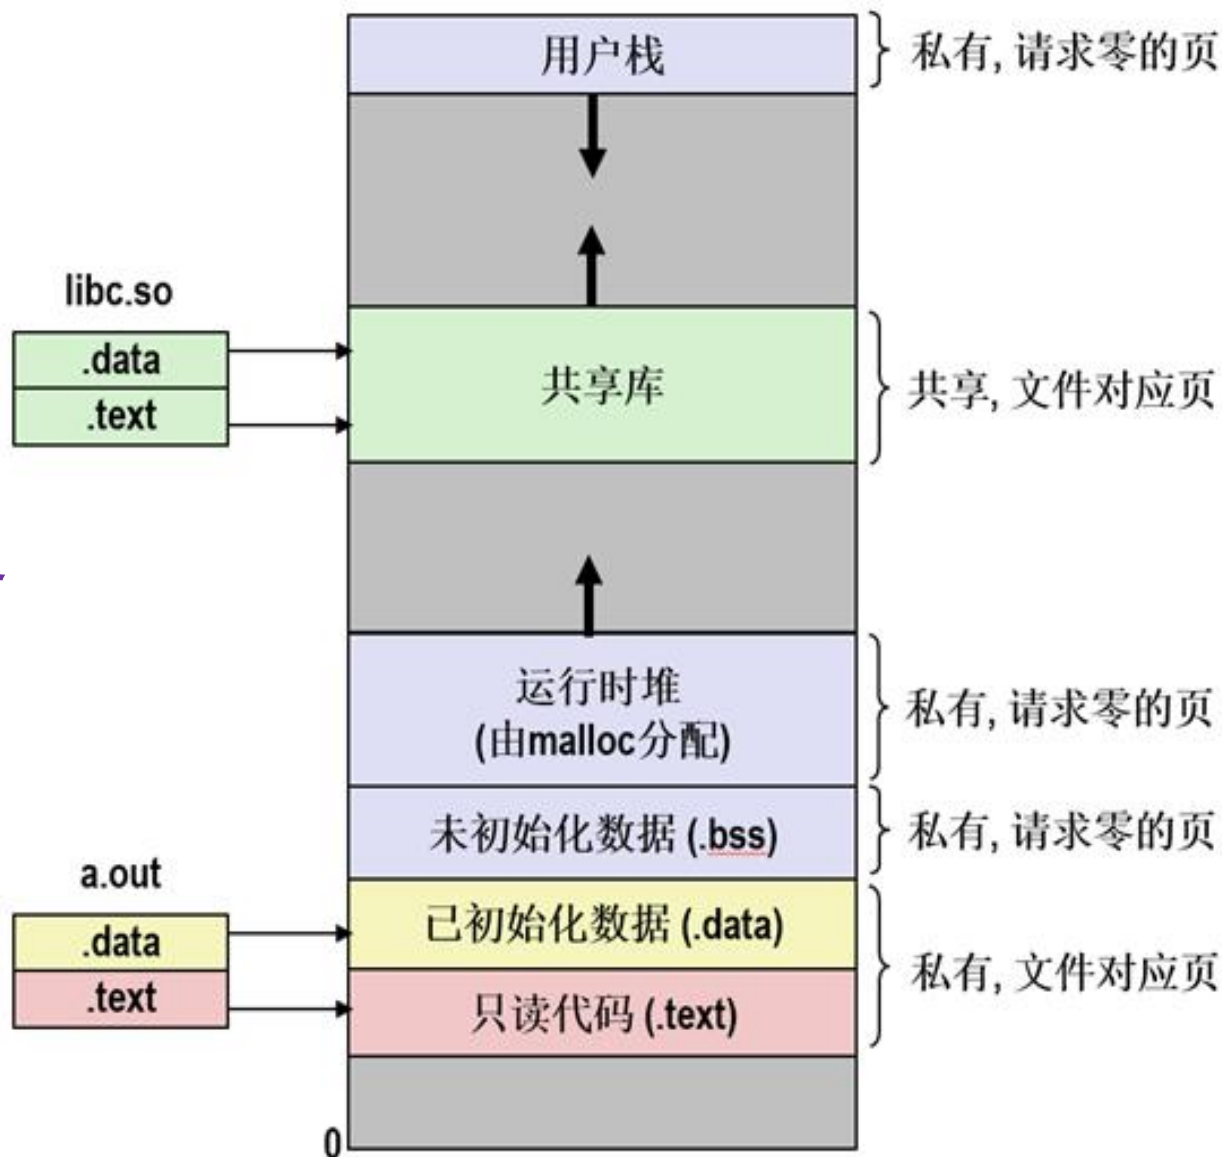 用户栈
私有, 请求零的页
libc.so
.data
.text
共享库
共享, 文件对应页
运行时堆
(由malloc分配)
私有, 请求零的页
未初始化数据 (.bss)
私有, 请求零的页
a.out
.data
.text
已初始化数据 (.data)
只读代码 (.text)
私有, 文件对应页
0